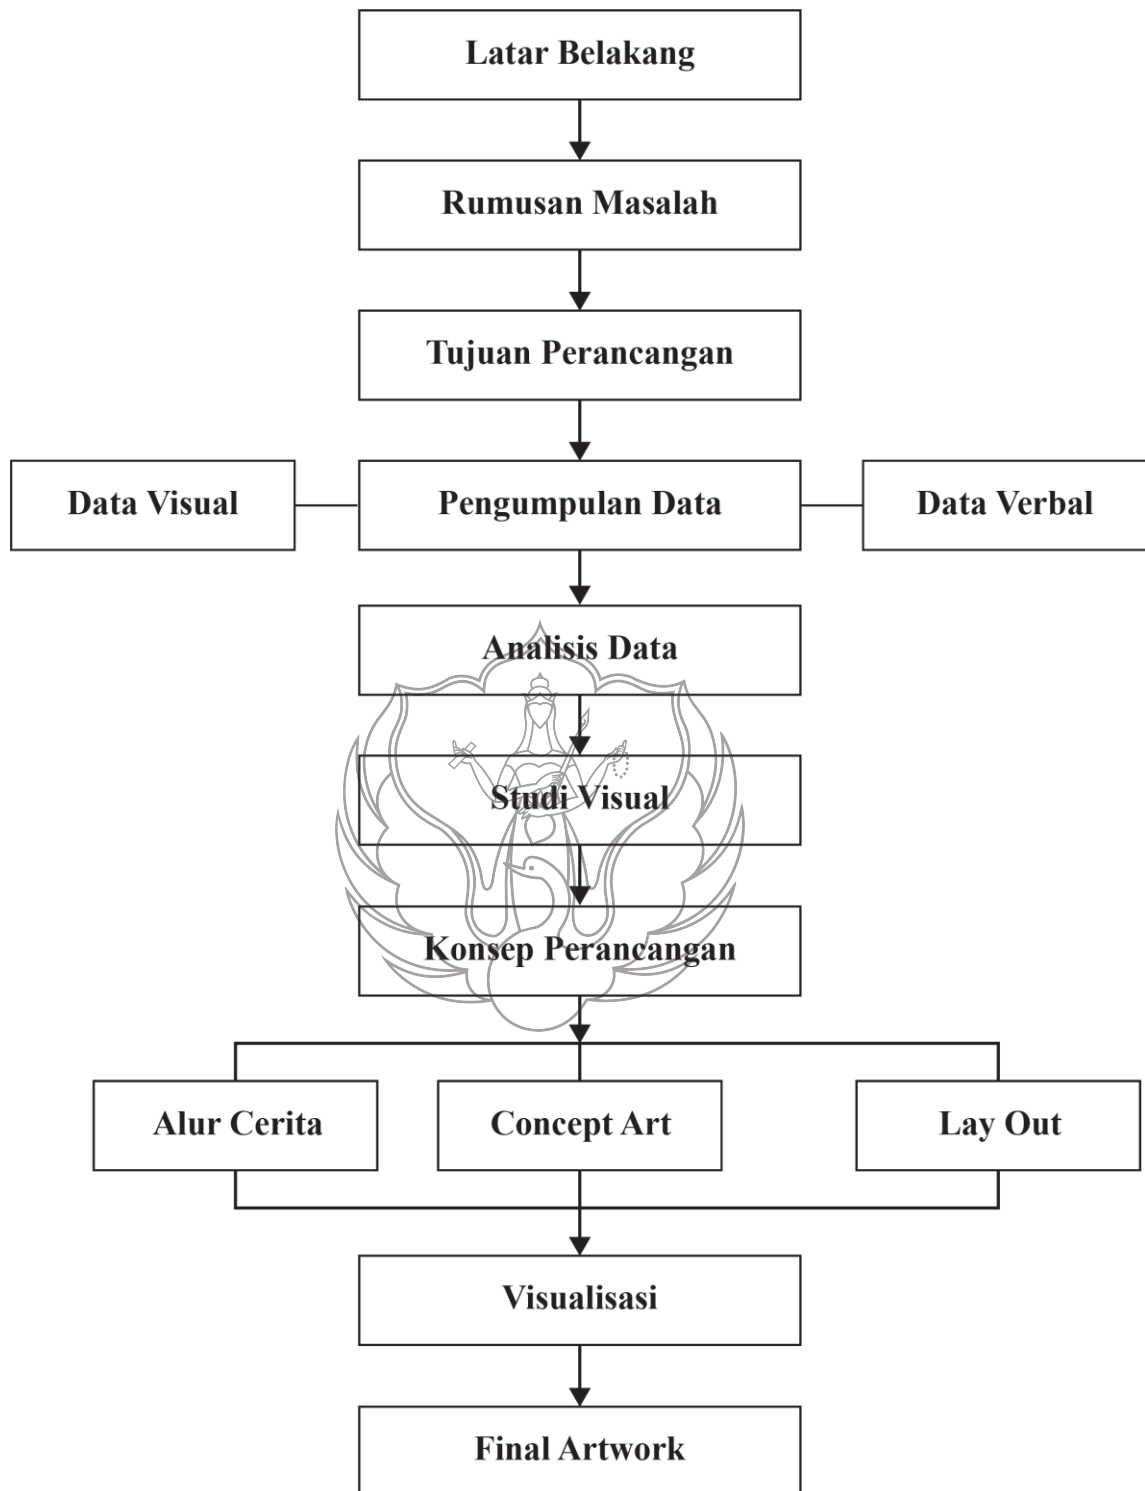 Latar Belakang
Rumusan Masalah
Tujuan Perancangan
Data Visual
Pengumpulan Data
Data Verbal
Analisis Data
Studi Visual
Konsep Perancangan
Alur Cerita
Concept Art
Lay Out
Visualisasi
Final Artwork